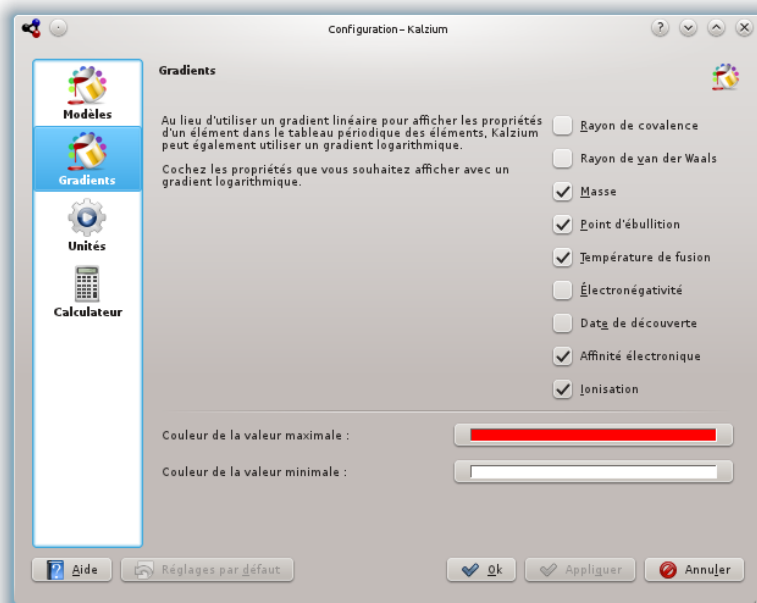 Configuration – Kalzium
Modèles
Gradients
Unités
Calculateur
Gradients
Au lieu d'utiliser un gradient linéaire pour afficher les propriétés
d'un élément dans le tableau périodique des éléments, Kalzium
peut également utiliser un gradient logarithmique.
Cochez les propriétés que vous souhaitez afficher avec un
gradient logarithmique.
Rayon de covalence
Rayon de van der Waals
Masse
Point d'ébullition
Température de fusion
Électronégativité
Date de découverte
Affinité électronique
Ionisation
Couleur de la valeur maximale :
Couleur de la valeur minimale :
Aide
Réglages par défaut
Ok
Appliquer
Annuler